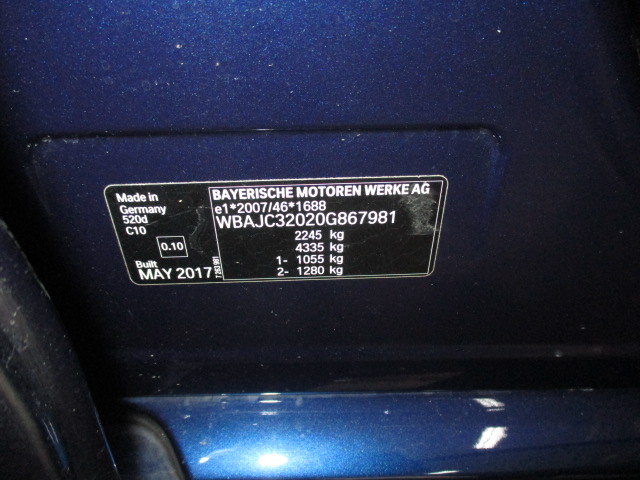 Made in
Germany
520d
C10
0.10
Built
MAY 2017
BAYERISCHE MOTOREN WERKE AG
e1*2007/46*1688
WBAJC32020G867981
2245 kg
4335 kg
1- 1055 kg
2- 1280 kg